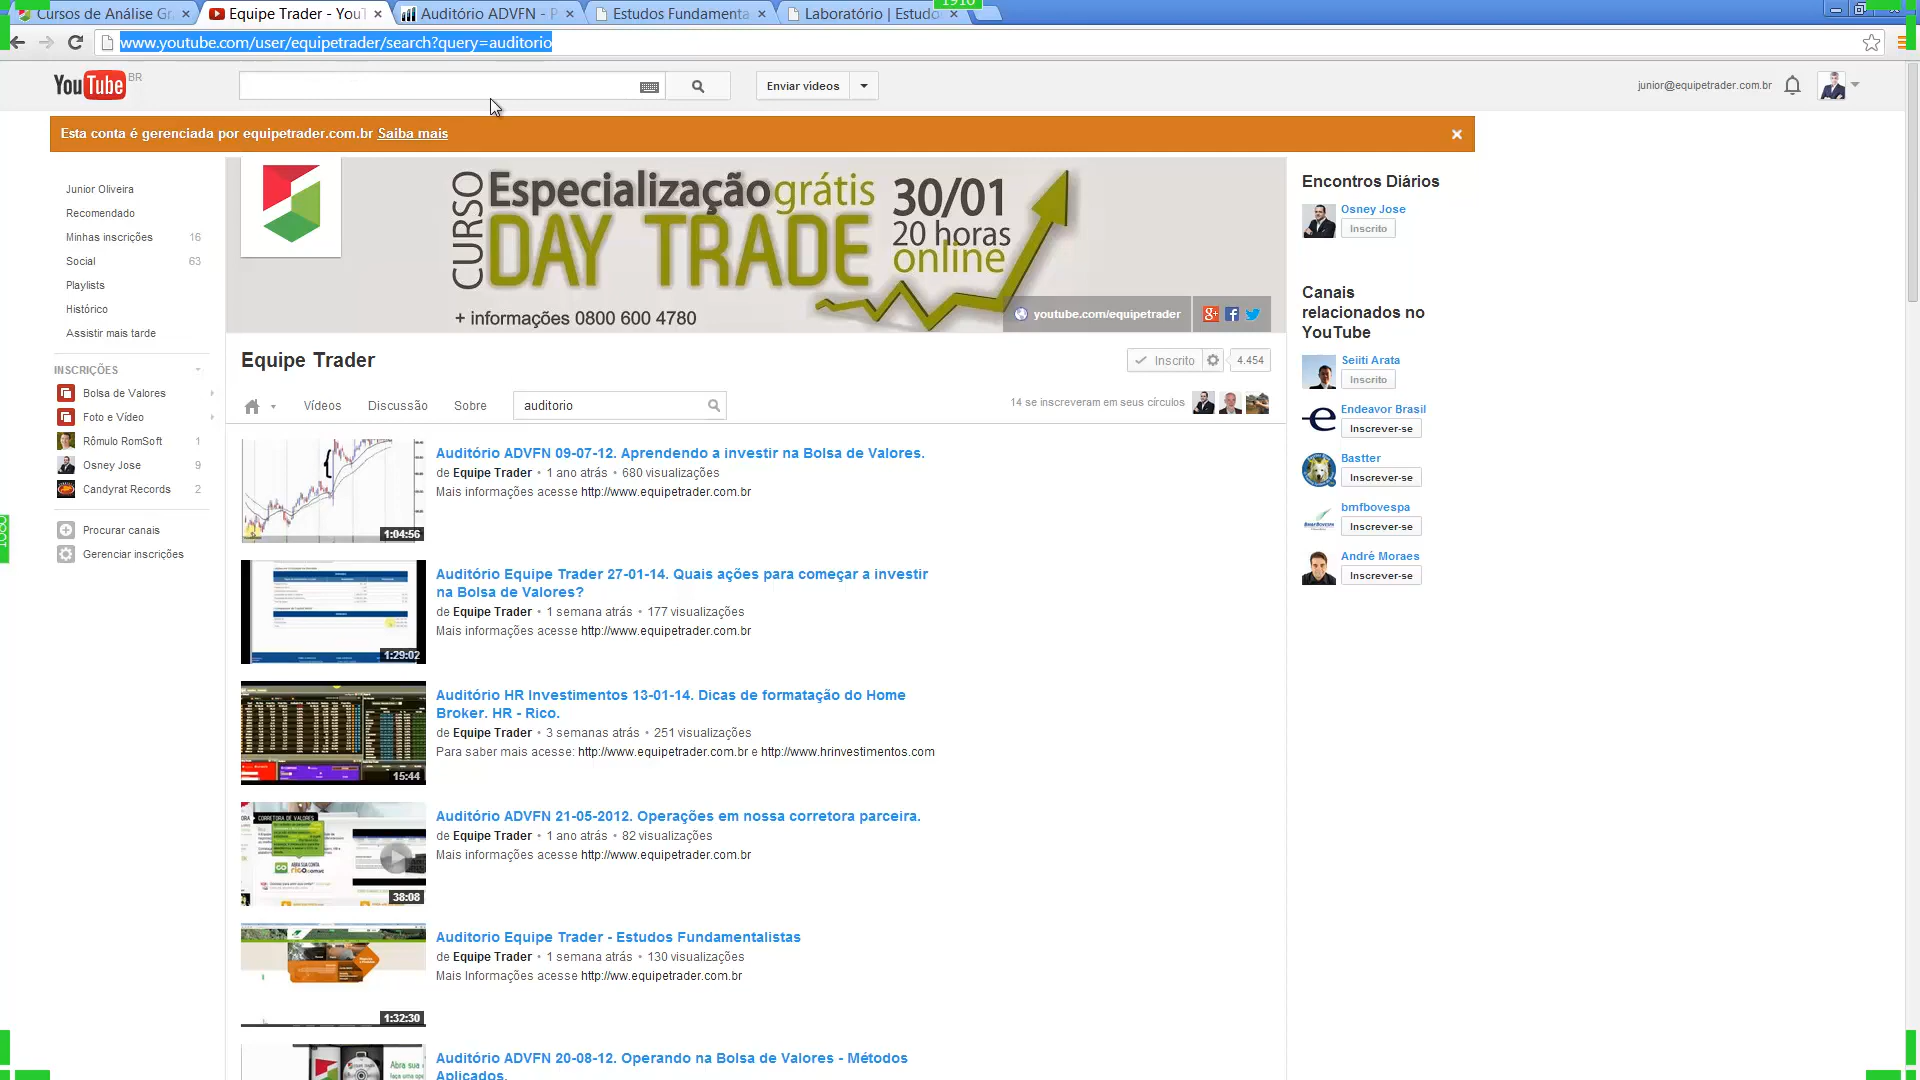 Cursos de Análise Gr
Equipe Trader - YouT
Auditório ADVFN - P
Estudos Fundamenta
Laboratório | Estudo
1910
www.youtube.com/user/equipetrader/search?query=auditorio
YouTube BR
Enviar vídeos
junior@equipetrader.com.br
Esta conta é gerenciada por equipetrader.com.br Saiba mais
Junior Oliveira
Recomendado
Minhas inscrições 16
Social 63
Playlists
Histórico
Assistir mais tarde
INSCRIÇÕES
Bolsa de Valores
Foto e Vídeo
Rômulo RomSoft 1
Osney Jose 9
Candyrat Records 2
Procurar canais
Gerenciar inscrições
1080
CURSO
Especialização grátis
DAY TRADE
30/01
20 horas
online
+ informações 0800 600 4780
youtube.com/equipetrader
Equipe Trader
Inscrito
4.454
Vídeos
Discussão
Sobre
auditorio
14 se inscreveram em seus círculos
Auditório ADVFN 09-07-12. Aprendendo a investir na Bolsa de Valores.
de Equipe Trader • 1 ano atrás • 680 visualizações
Mais informações acesse http://www.equipetrader.com.br
1:04:56
Auditório Equipe Trader 27-01-14. Quais ações para começar a investir
na Bolsa de Valores?
de Equipe Trader • 1 semana atrás • 177 visualizações
Mais informações acesse http://www.equipetrader.com.br
1:29:02
Auditório HR Investimentos 13-01-14. Dicas de formatação do Home
Broker. HR - Rico.
de Equipe Trader • 3 semanas atrás • 251 visualizações
Para saber mais acesse: http://www.equipetrader.com.br e http://www.hrinvestimentos.com
15:44
Auditório ADVFN 21-05-2012. Operações em nossa corretora parceira.
de Equipe Trader • 1 ano atrás • 82 visualizações
Mais informações acesse http://www.equipetrader.com.br
CORRETORA DE VALORES
ABRA SUA CONTA
38:08
Auditorio Equipe Trader - Estudos Fundamentalistas
de Equipe Trader • 1 semana atrás • 130 visualizações
Mais Informações acesse http://ww.equipetrader.com.br
1:32:30
Auditório ADVFN 20-08-12. Operando na Bolsa de Valores - Métodos
Aplicados.
Abra sua
Encontros Diários
Osney Jose
Inscrito
Canais
relacionados no
YouTube
Seiiti Arata
Inscrito
Endeavor Brasil
Inscrever-se
Bastter
Inscrever-se
bmfbovespa
Inscrever-se
André Moraes
Inscrever-se